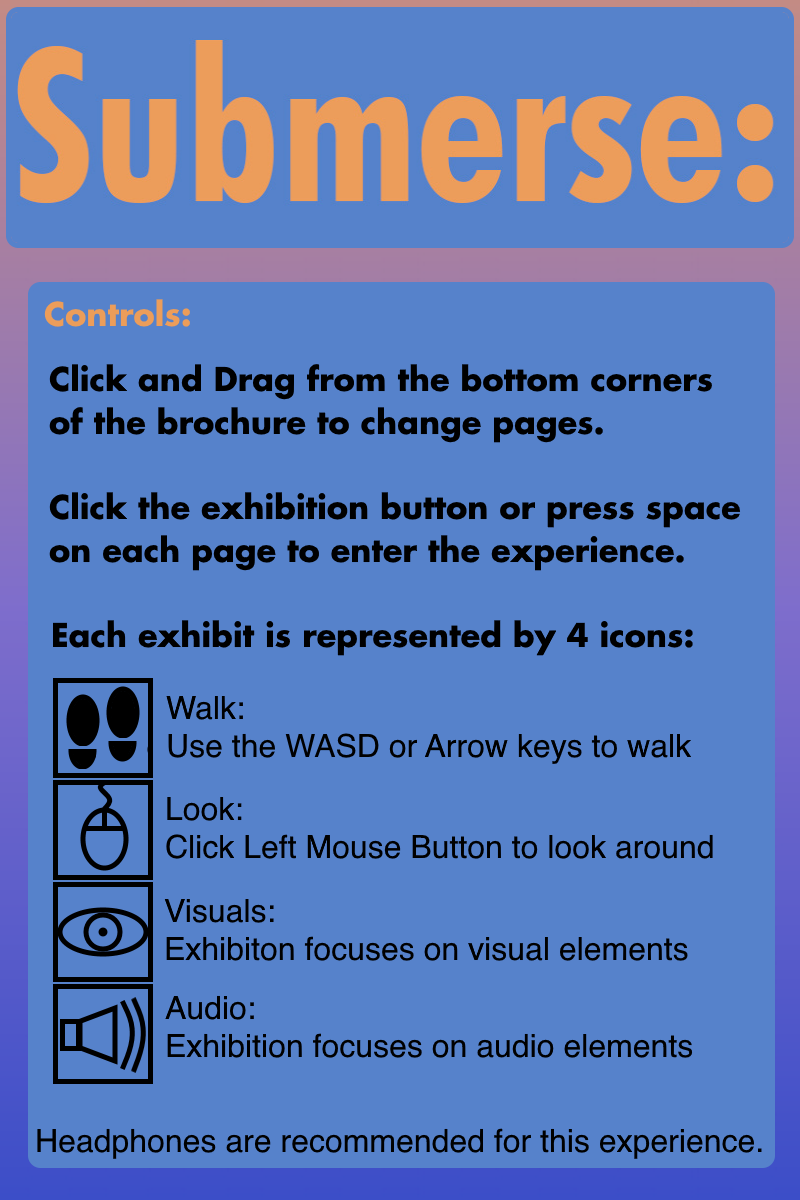 Submerse:
Controls:
Click and Drag from the bottom corners
of the brochure to change pages.
Click the exhibition button or press space
on each page to enter the experience.
Each exhibit is represented by 4 icons:
Walk:
Use the WASD or Arrow keys to walk
Look:
Click Left Mouse Button to look around
Visuals:
Exhibiton focuses on visual elements
Audio:
Exhibition focuses on audio elements
Headphones are recommended for this experience.